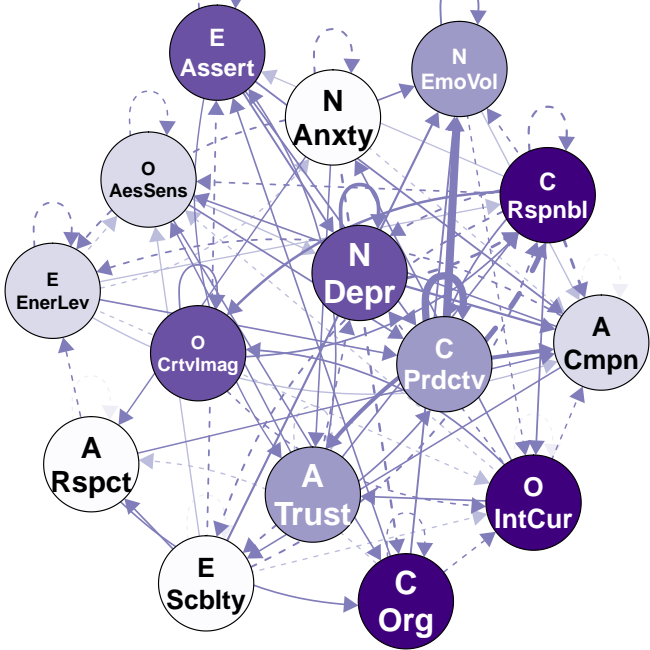 E
Assert
N
EmoVol
N
Anxty
O
AesSens
C
Rspnbl
N
Depr
E
EnerLev
O
CrtvImag
C
Prdctv
A
Cmpn
A
Rspct
A
Trust
O
IntCur
E
Scblty
C
Org